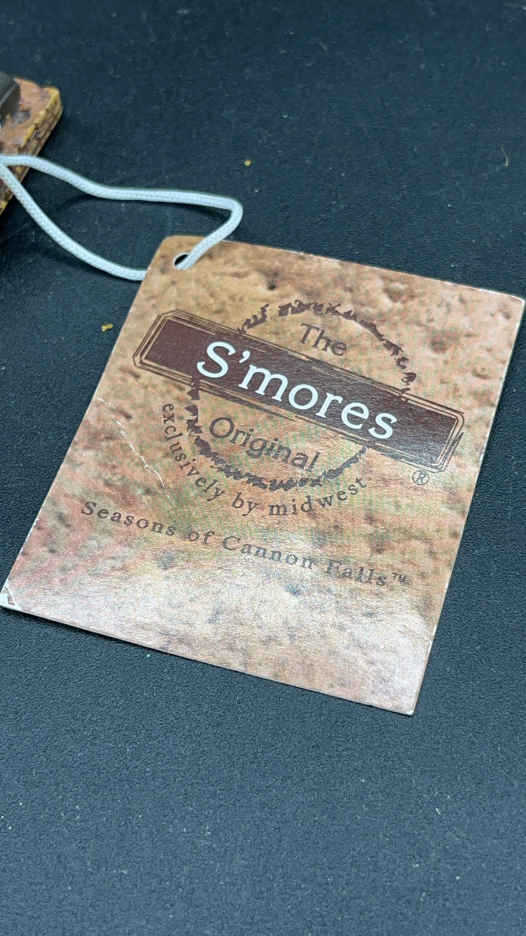 The
S'mores
Original
®
exclusively by midwest
Seasons of Cannon Falls™